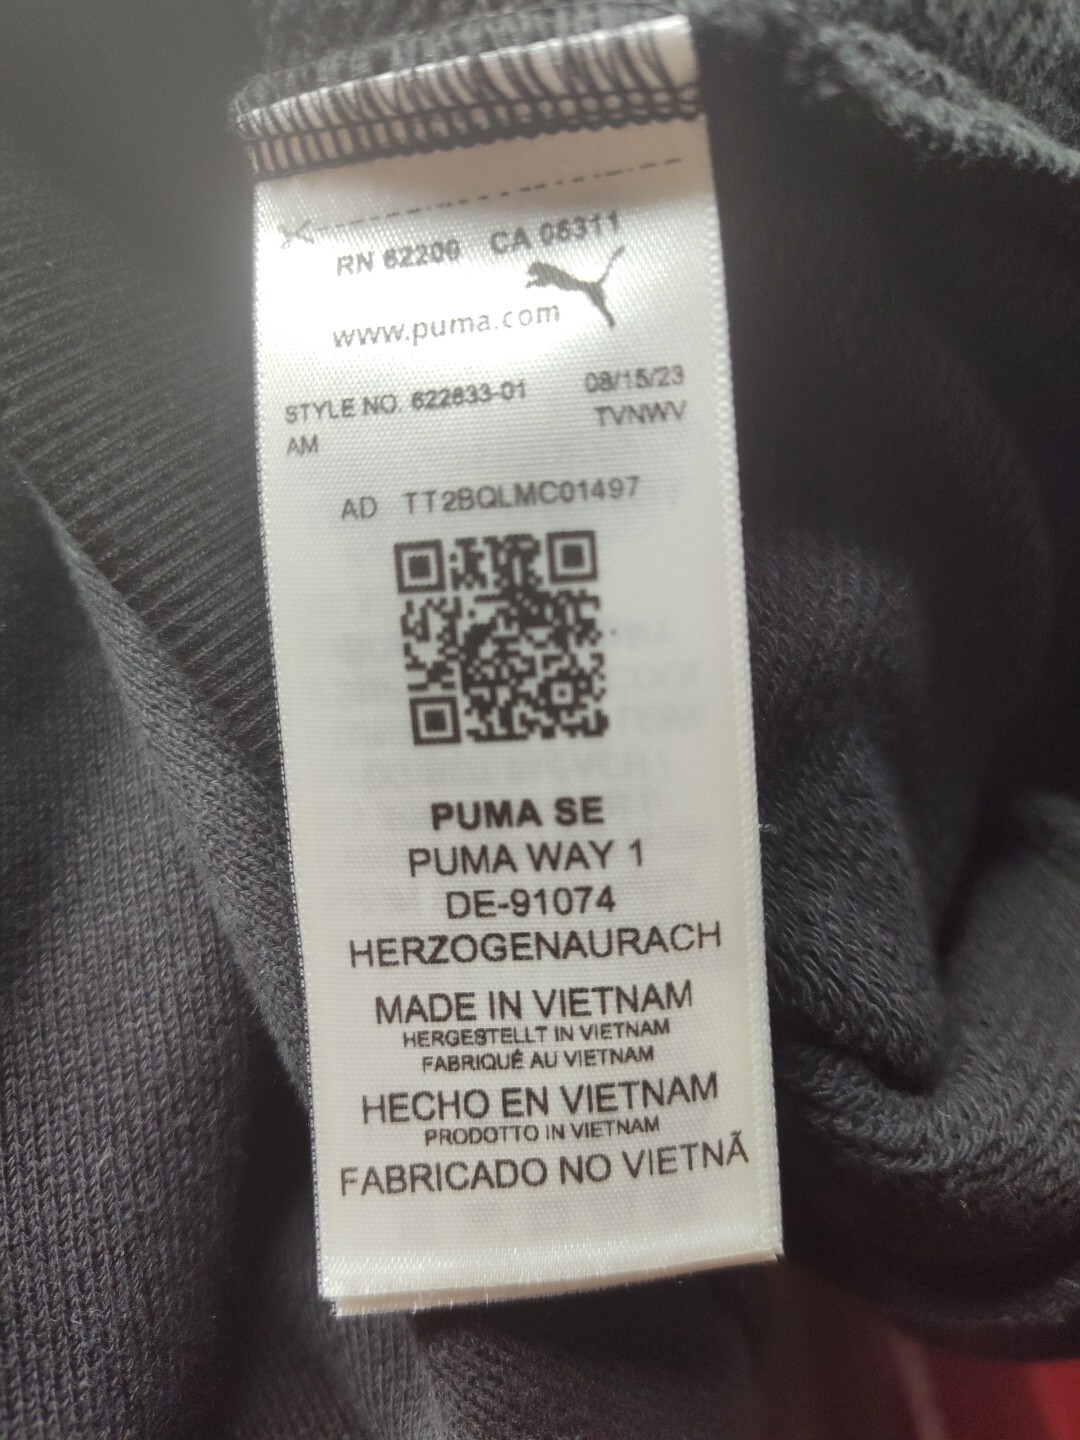 RN 62200 CA 05311
www.puma.com
STYLE NO. 622833-01 08/15/23
AM TVNWV
AD TT2BQLMC01497
PUMA SE
PUMA WAY 1
DE-91074
HERZOGENAURACH
MADE IN VIETNAM
HERGESTELLT IN VIETNAM
FABRIQUÉ AU VIETNAM
HECHO EN VIETNAM
PRODOTTO IN VIETNAM
FABRICADO NO VIETNÃ